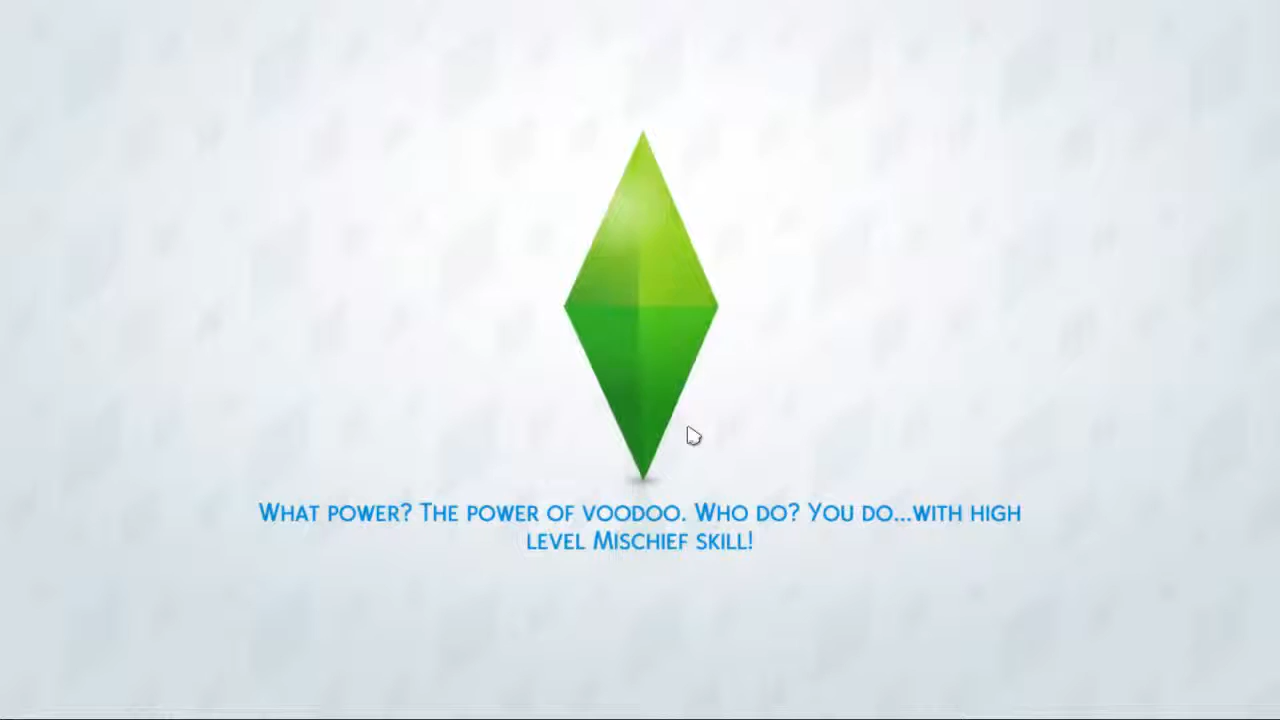 What power? The power of voodoo. Who do? You do...with high
level Mischief skill!